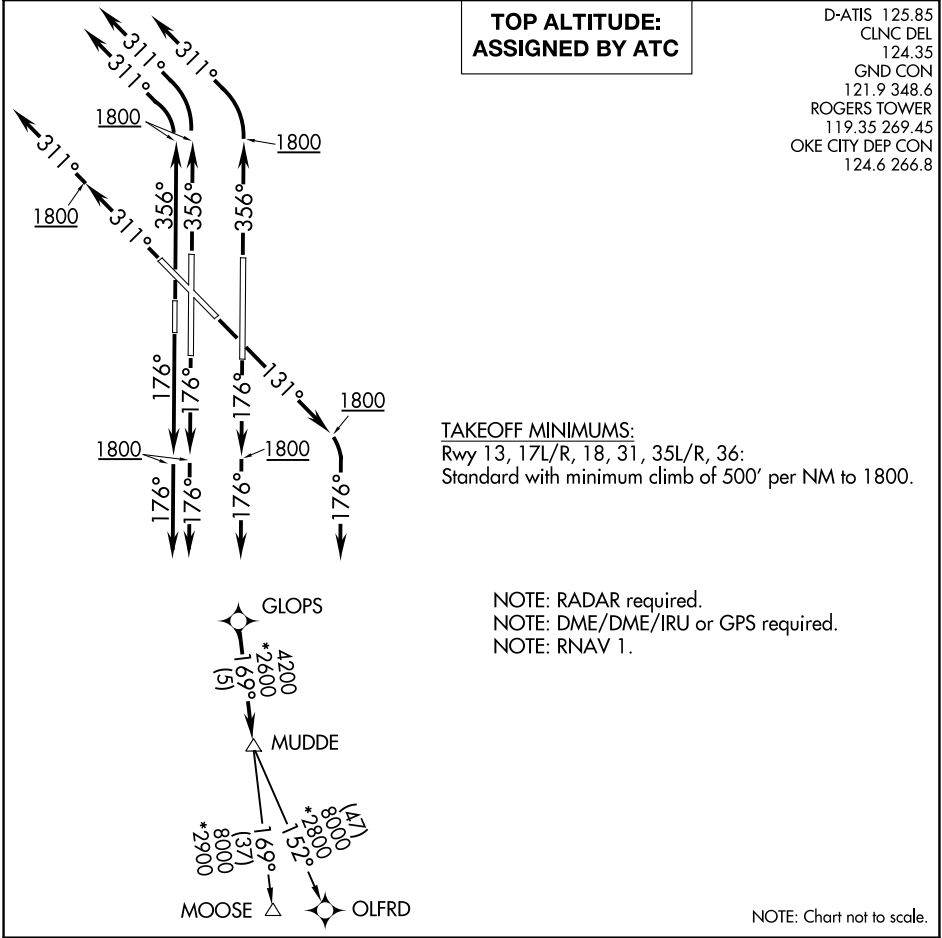 TOP ALTITUDE:
ASSIGNED BY ATC
D-ATIS 125.85
CLNC DEL
124.35
GND CON
121.9 348.6
ROGERS TOWER
119.35 269.45
OKE CITY DEP CON
124.6 266.8
311°
311°
311°
1800
1800
311°
1800
311°
356°
356°
356°
176°
176°
176°
131°
1800
1800
1800
176°
176°
176°
176°
TAKEOFF MINIMUMS:
Rwy 13, 17L/R, 18, 31, 35L/R, 36:
Standard with minimum climb of 500' per NM to 1800.
NOTE: RADAR required.
NOTE: DME/DME/IRU or GPS required.
NOTE: RNAV 1.
GLOPS
4200
*2600
169°
(5)
MUDDE
(47)
8000
*2800
152°
169°
(37)
8000
*2900
MOOSE
OLFRD
NOTE: Chart not to scale.